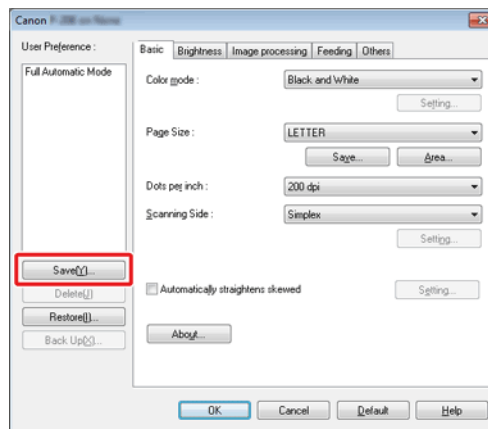 Canon
User Preference :
Full Automatic Mode
Save(Y)...
Delete(J)
Restore(I)...
Back Up(X)...
Basic Brightness Image processing Feeding Others
Color mode : Black and White
Setting...
Page Size : LETTER
Save... Area...
Dots per inch : 200 dpi
Scanning Side : Simplex
Setting...
Automatically straightens skewed Setting...
About...
OK Cancel Default Help